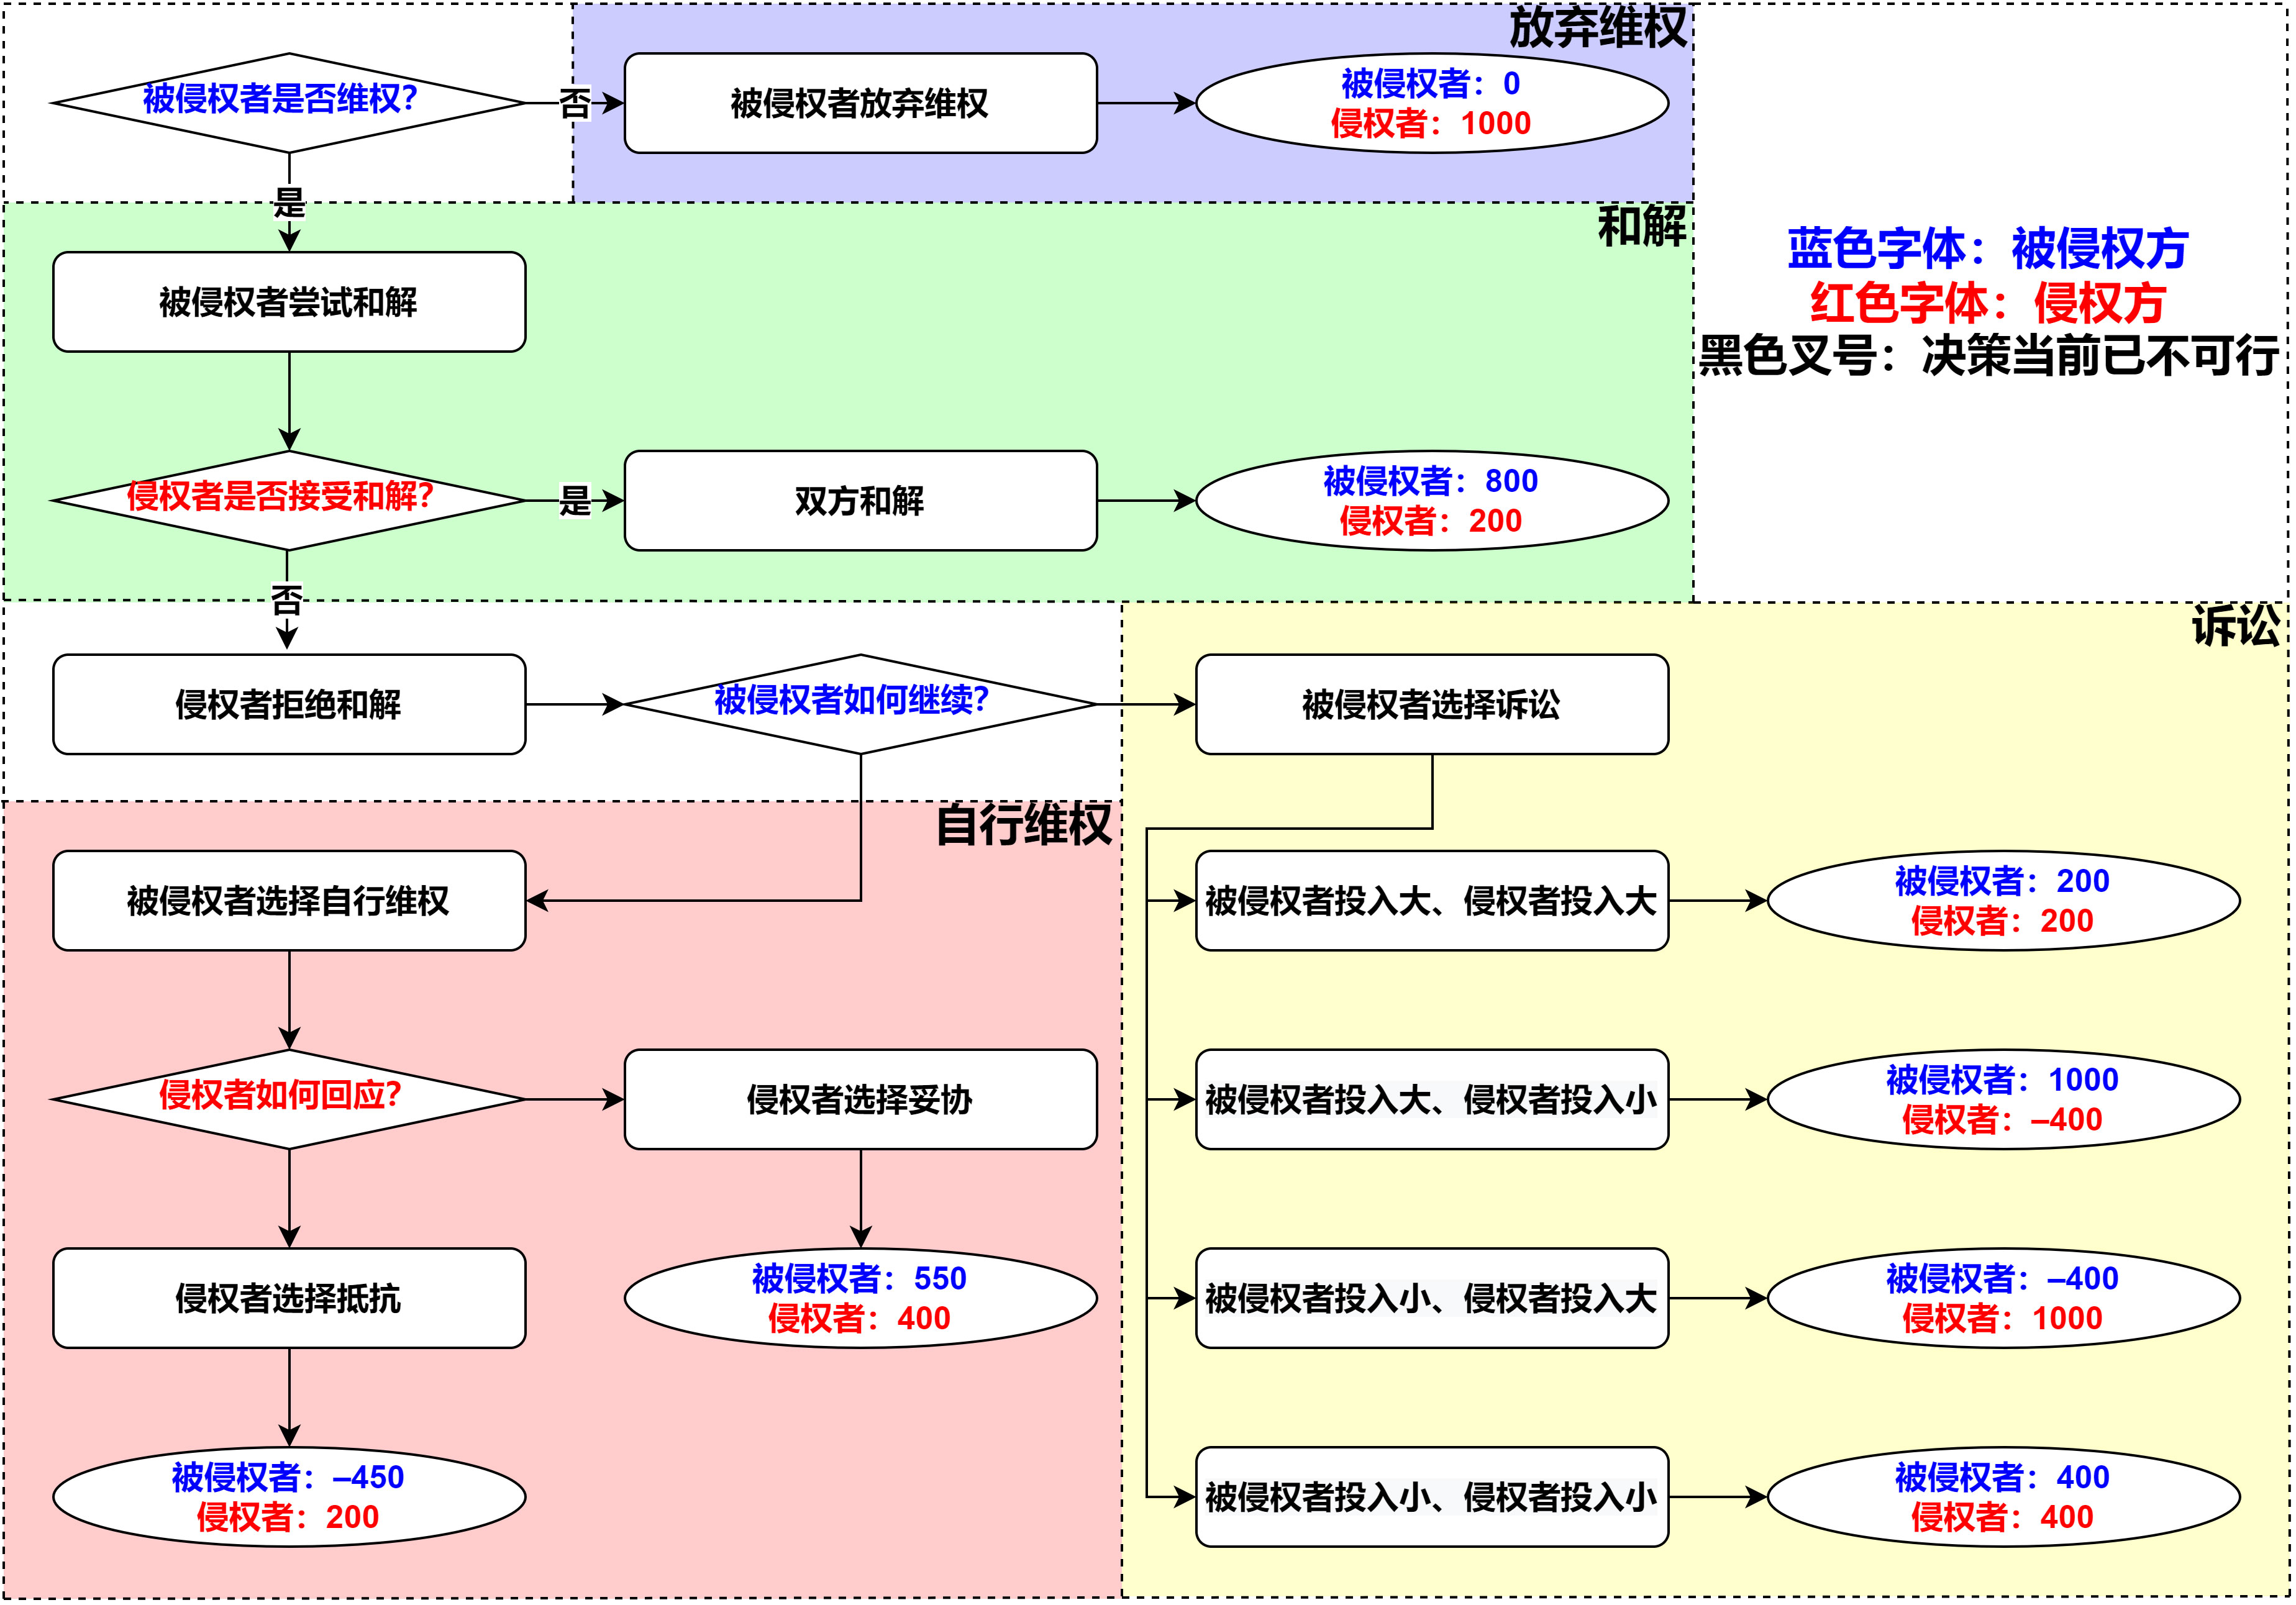 放弃维权
被侵权者是否维权?
否
被侵权者放弃维权
被侵权者：0
侵权者：1000
是
和解
被侵权者尝试和解
蓝色字体：被侵权方
红色字体：侵权方
黑色叉号：决策当前已不可行
侵权者是否接受和解?
是
双方和解
被侵权者：800
侵权者：200
否
诉讼
侵权者拒绝和解
被侵权者如何继续?
被侵权者选择诉讼
自行维权
被侵权者选择自行维权
被侵权者投入大、侵权者投入大
被侵权者：200
侵权者：200
侵权者如何回应?
侵权者选择妥协
被侵权者投入大、侵权者投入小
被侵权者：1000
侵权者：–400
侵权者选择抵抗
被侵权者：550
侵权者：400
被侵权者投入小、侵权者投入大
被侵权者：–400
侵权者：1000
被侵权者：–450
侵权者：200
被侵权者投入小、侵权者投入小
被侵权者：400
侵权者：400